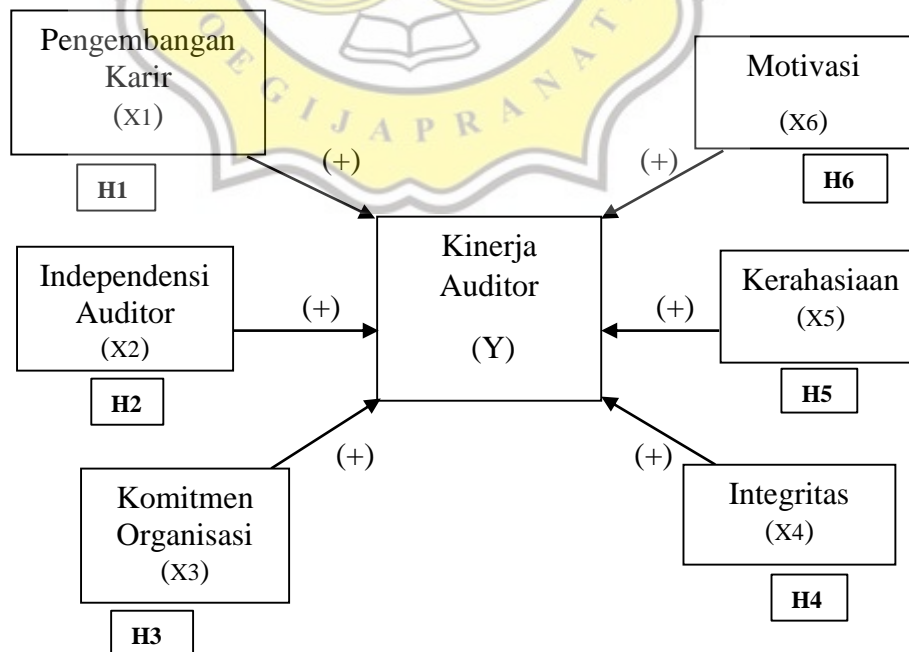 OEGIJAPRANAT
Pengembangan
Karir
(X1)
H1
(+)
Motivasi
(X6)
H6
(+)
Independensi
Auditor
(X2)
H2
(+)
Kinerja
Auditor
(Y)
Kerahasiaan
(X5)
H5
(+)
Komitmen
Organisasi
(X3)
H3
(+)
Integritas
(X4)
H4
(+)